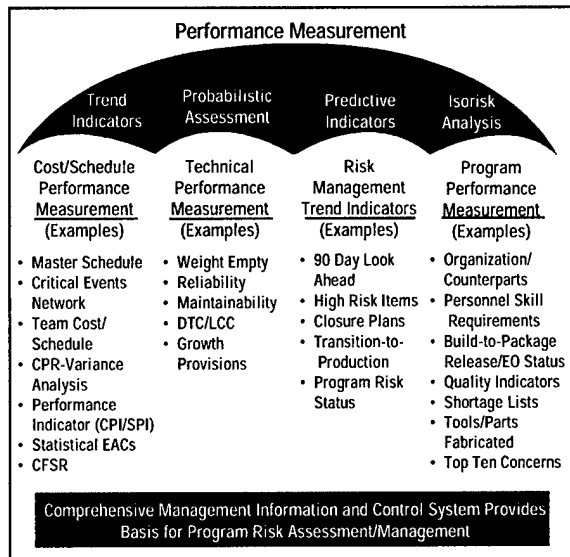 Performance Measurement
Trend
Indicators
Probabilistic
Assessment
Predictive
Indicators
Isorisk
Analysis
Cost/Schedule
Performance
Measurement
(Examples)
• Master Schedule
• Critical Events
Network
• Team Cost/
Schedule
• CPR-Variance
Analysis
• Performance
Indicator (CPI/SPI)
• Statistical EACs
• CFSR
Technical
Performance
Measurement
(Examples)
• Weight Empty
• Reliability
• Maintainability
• DTC/LCC
• Growth
Provisions
Risk
Management
Trend Indicators
(Examples)
• 90 Day Look
Ahead
• High Risk Items
• Closure Plans
• Transition-to-
Production
• Program Risk
Status
Program
Performance
Measurement
(Examples)
• Organization/
Counterparts
• Personnel Skill
Requirements
• Build-to-Package
Release/EO Status
• Quality Indicators
• Shortage Lists
• Tools/Parts
Fabricated
• Top Ten Concerns
Comprehensive Management Information and Control System Provides
Basis for Program Risk Assessment/Management